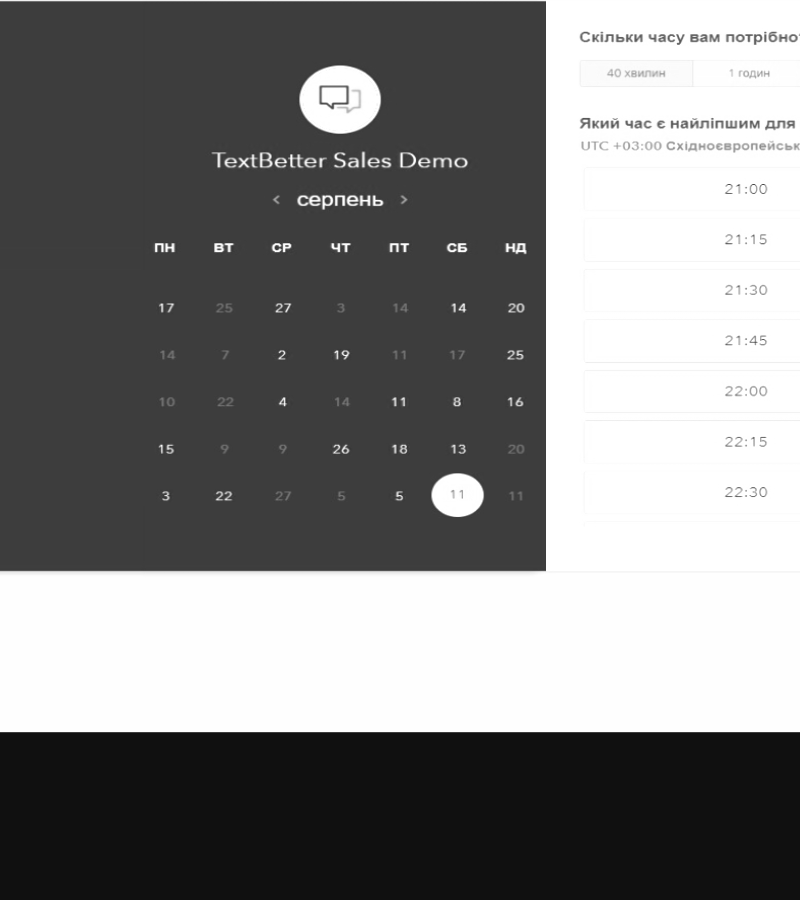 TextBetter Sales Demo
‹ серпень ›
ПН ВТ СР ЧТ ПТ СБ НД
17 25 27 3 14 14 20
14 7 2 19 11 17 25
10 22 4 14 11 8 16
15 9 9 26 18 13 20
3 22 27 5 5 11 11
Скільки часу вам потрібно
40 хвилин 1 годин
Який час є найліпшим для
UTC +03:00 Східноєвропейськ
21:00
21:15
21:30
21:45
22:00
22:15
22:30